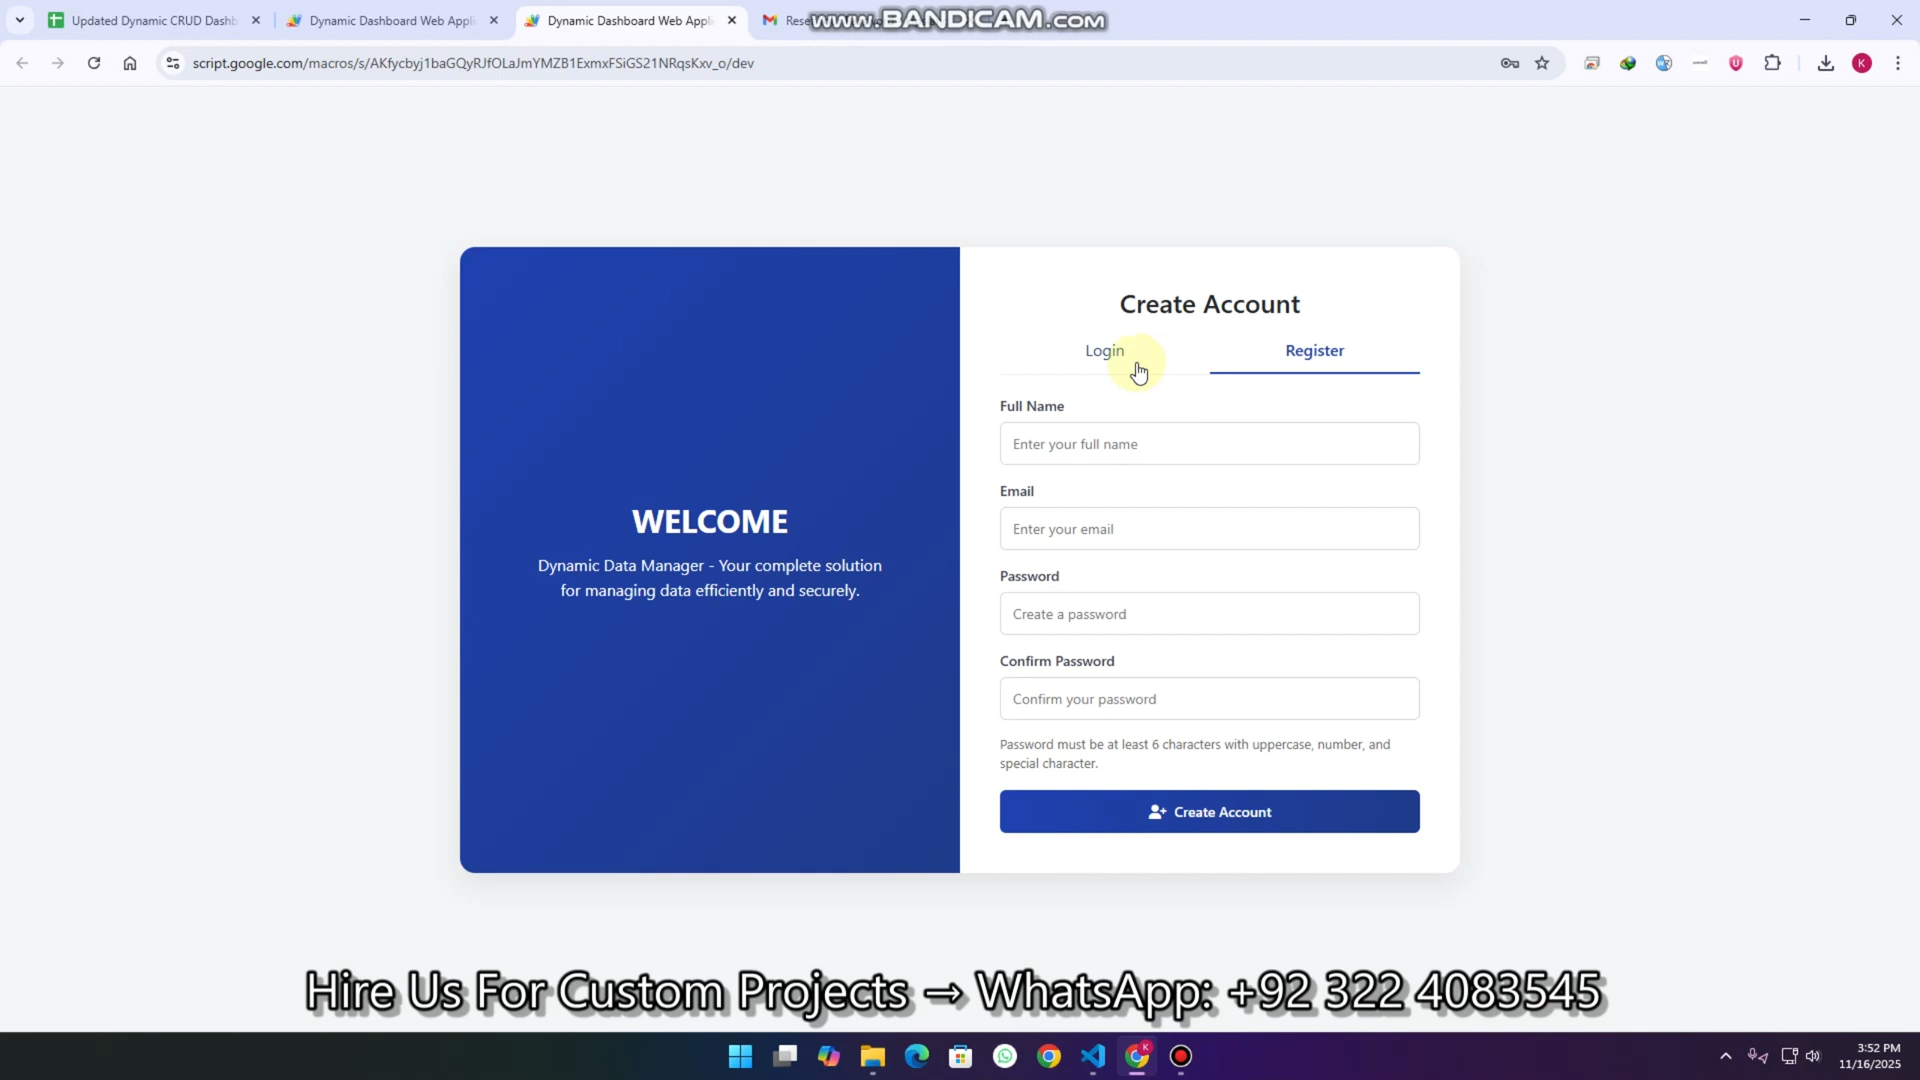 Updated Dynamic CRUD Dashb
Dynamic Dashboard Web Appli
Dynamic Dashboard Web Appli
www.BANDICAM.com
script.google.com/macros/s/AKfycbyj1baGQyRJfOLaJmYMZB1ExmxFSiGS21NRqsKxv_o/dev
K
Create Account
Login
Register
Full Name
Enter your full name
Email
Enter your email
WELCOME
Dynamic Data Manager - Your complete solution
for managing data efficiently and securely.
Password
Create a password
Confirm Password
Confirm your password
Password must be at least 6 characters with uppercase, number, and
special character.
Create Account
Hire Us For Custom Projects → WhatsApp: +92 322 4083545
K
3:52 PM
11/16/2025